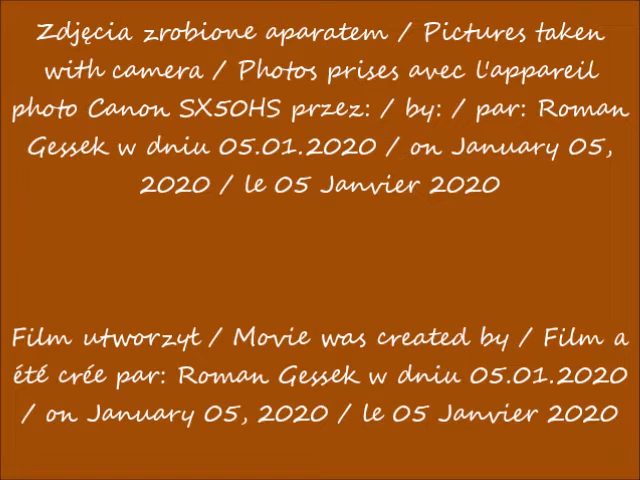 Zdjęcia zrobione aparatem / Pictures taken
with camera / Photos prises avec l'appareil
photo Canon SX50HS przez: / by: / par: Roman
Gessek w dniu 05.01.2020 / on January 05,
2020 / le 05 Janvier 2020
Film utworzył / Movie was created by / Film a
été crée par: Roman Gessek w dniu 05.01.2020
/ on January 05, 2020 / le 05 Janvier 2020